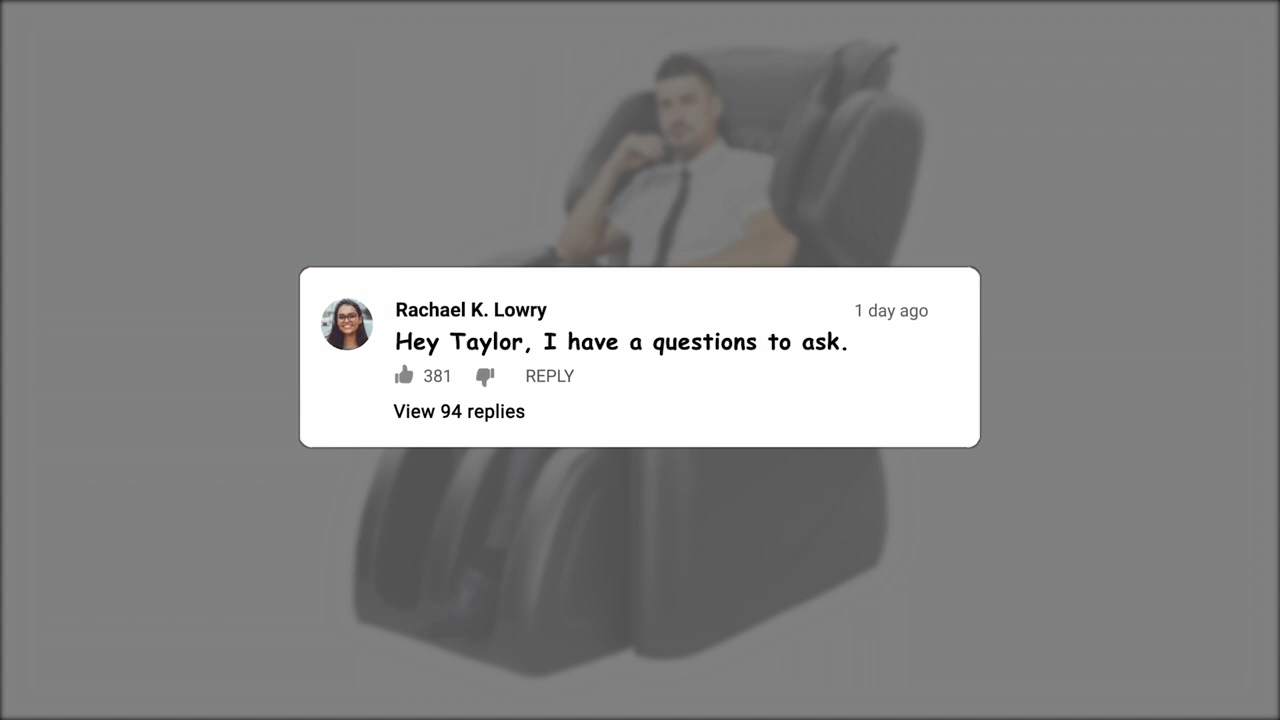 Rachael K. Lowry 1 day ago
Hey Taylor, I have a questions to ask.
381 REPLY
View 94 replies